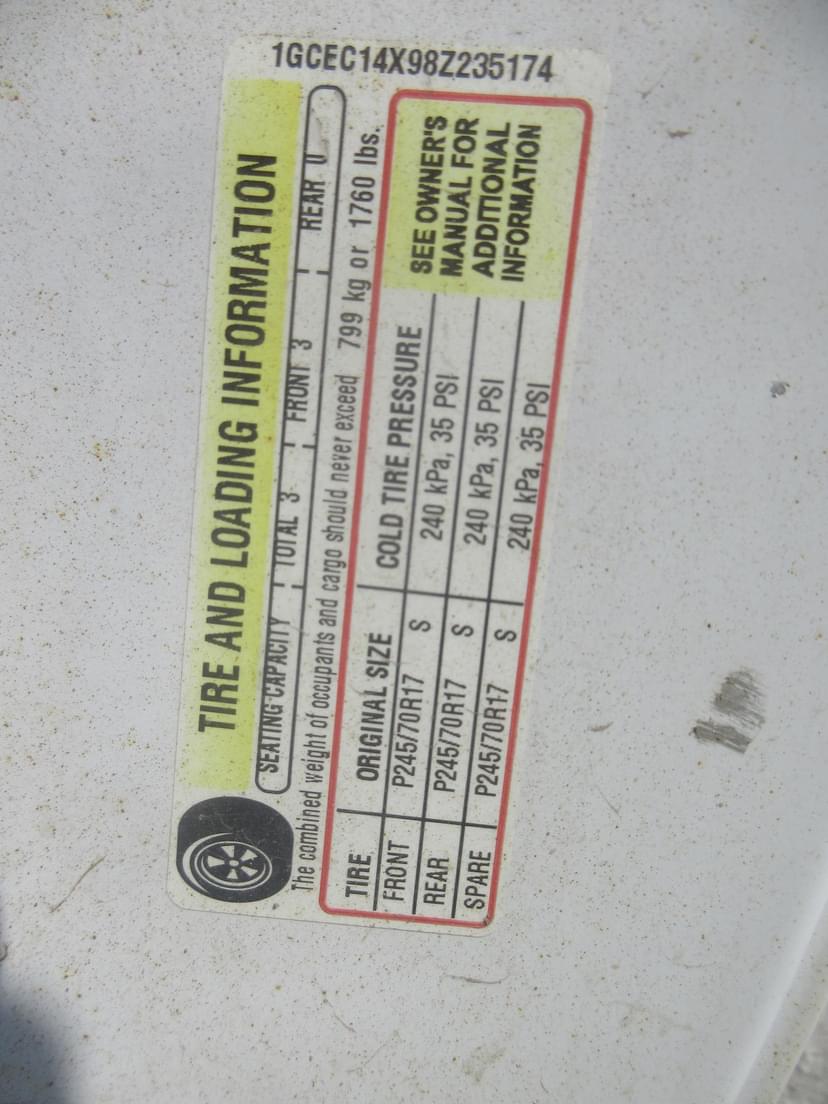 1GCEC14X98Z235174
TIRE AND LOADING INFORMATION
SEATING CAPACITY TOTAL 3 FRONT 3 REAR 0
The combined weight of occupants and cargo should never exceed 799 kg or 1760 lbs.
TIRE ORIGINAL SIZE COLD TIRE PRESSURE
FRONT P245/70R17 S 240 kPa, 35 PSI
REAR P245/70R17 S 240 kPa, 35 PSI
SPARE P245/70R17 S 240 kPa, 35 PSI
SEE OWNER'S
MANUAL FOR
ADDITIONAL
INFORMATION